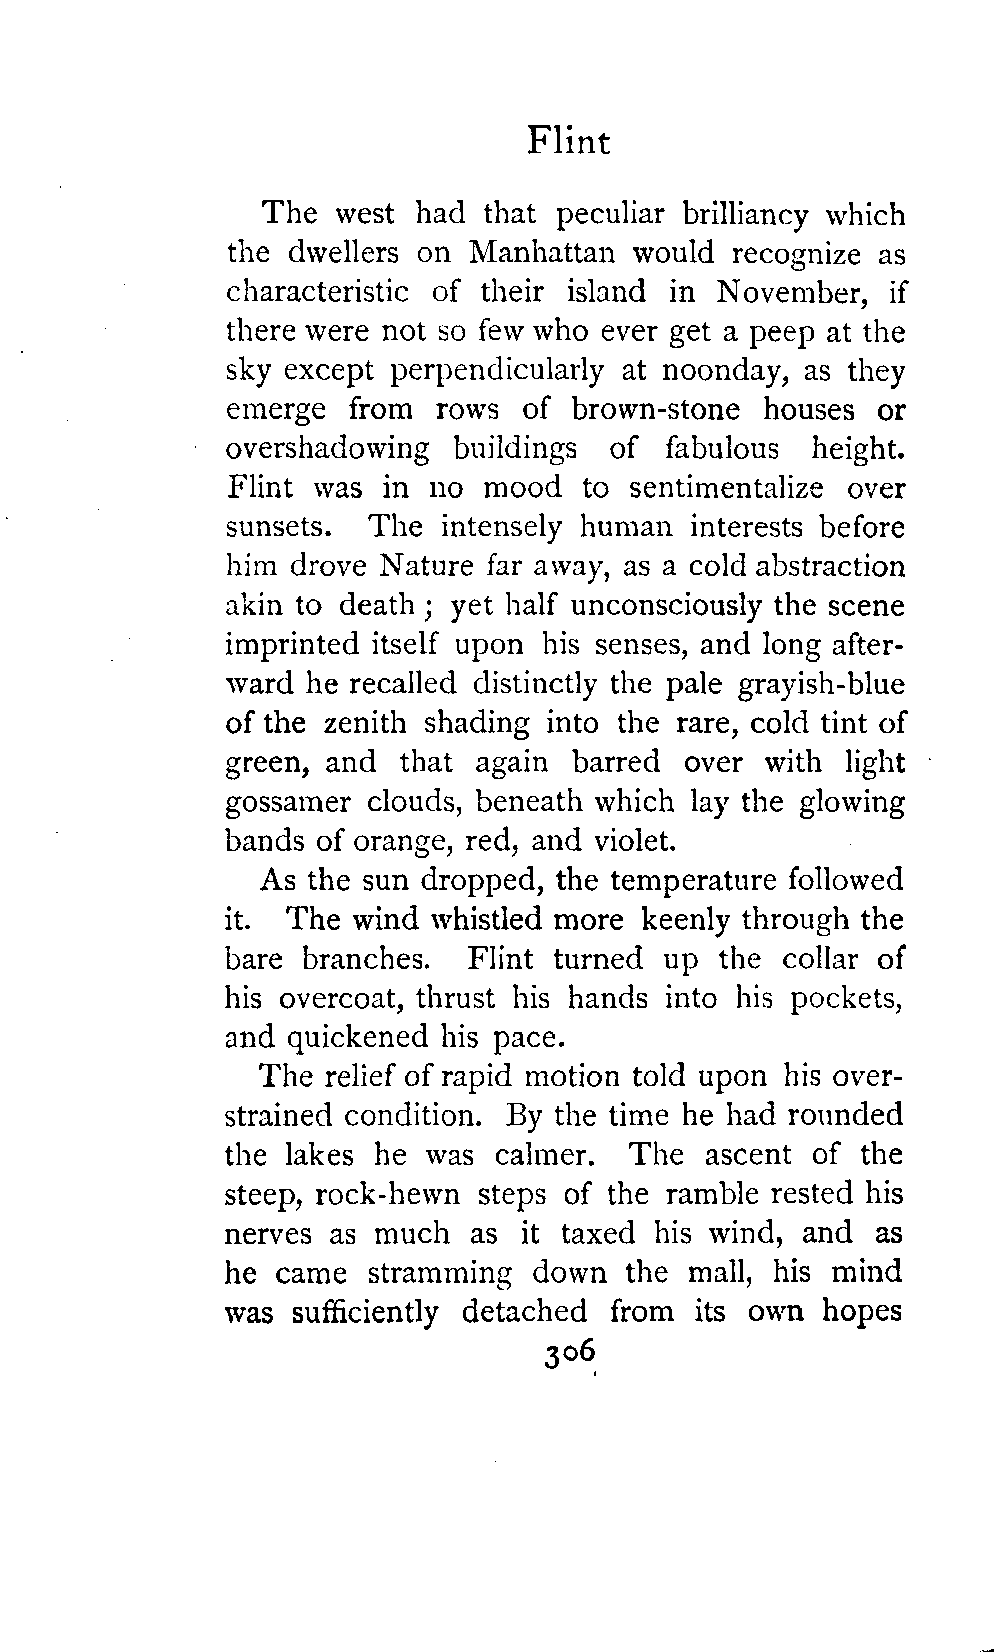 Flint
The west had that peculiar brilliancy which
the dwellers on Manhattan would recognize as
characteristic of their island in November, if
there were not so few who ever get a peep at the
sky except perpendicularly at noonday, as they
emerge from rows of brown-stone houses or
overshadowing buildings of fabulous height.
Flint was in no mood to sentimentalize over
sunsets. The intensely human interests before
him drove Nature far away, as a cold abstraction
akin to death ; yet half unconsciously the scene
imprinted itself upon his senses, and long after-
ward he recalled distinctly the pale grayish-blue
of the zenith shading into the rare, cold tint of
green, and that again barred over with light
gossamer clouds, beneath which lay the glowing
bands of orange, red, and violet.
As the sun dropped, the temperature followed
it. The wind whistled more keenly through the
bare branches. Flint turned up the collar of
his overcoat, thrust his hands into his pockets,
and quickened his pace.
The relief of rapid motion told upon his over-
strained condition. By the time he had rounded
the lakes he was calmer. The ascent of the
steep, rock-hewn steps of the ramble rested his
nerves as much as it taxed his wind, and as
he came stramming down the mall, his mind
was sufficiently detached from its own hopes
306